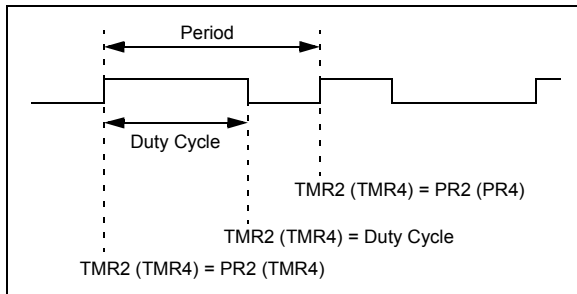 Period
Duty Cycle
TMR2 (TMR4) = PR2 (PR4)
TMR2 (TMR4) = Duty Cycle
TMR2 (TMR4) = PR2 (TMR4)